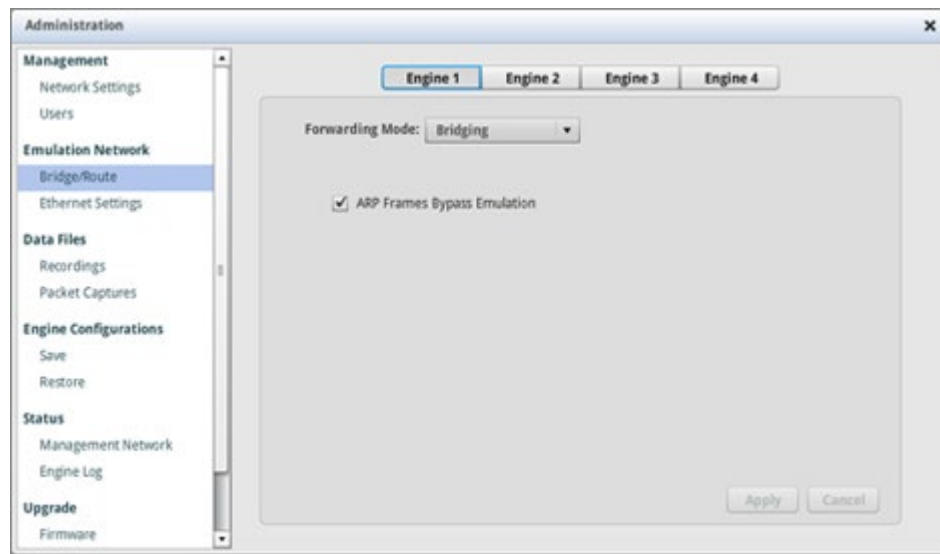 Administration
Management
Network Settings
Users
Emulation Network
Bridge/Route
Ethernet Settings
Data Files
Recordings
Packet Captures
Engine Configurations
Save
Restore
Status
Management Network
Engine Log
Upgrade
Firmware
Engine 1 Engine 2 Engine 3 Engine 4
Forwarding Mode: Bridging
ARP Frames Bypass Emulation
Apply Cancel